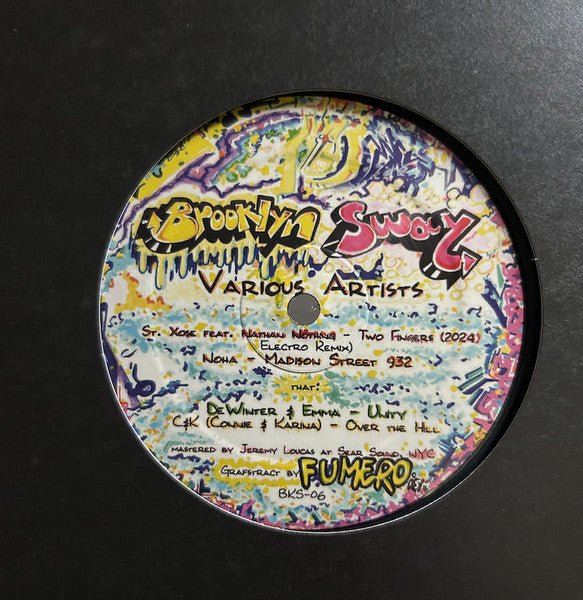 Brooklyn Sway
Various Artists
St. Xose feat. Nathan Nothing - Two Fingers (2024)
Electro Remix)
Noha - Madison Street 932
that:
DeWinter & Emma - Unity
C&K (Connie & Karina) - Over the Hill
mastered by Jeremy Loucas at Sear Sound, NYC
Grafstract by FUMERO
BKS-06